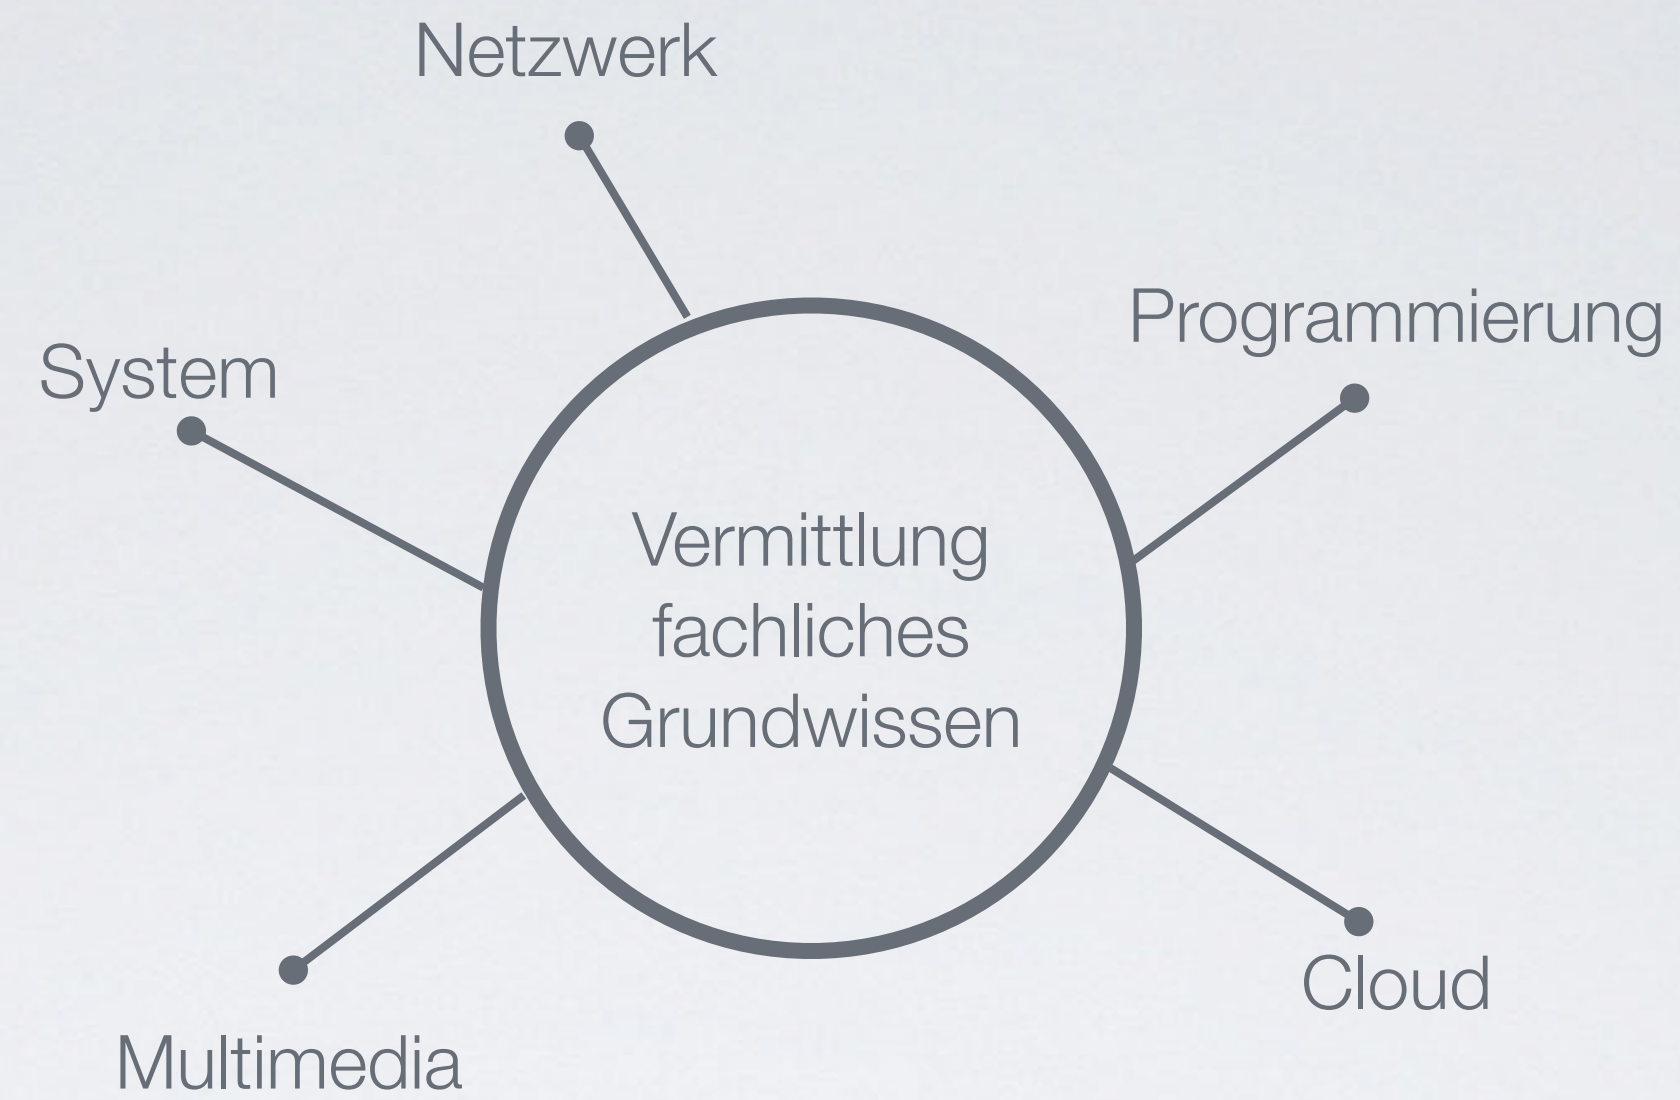 Netzwerk
Programmierung
System
Vermittlung
fachliches
Grundwissen
Cloud
Multimedia